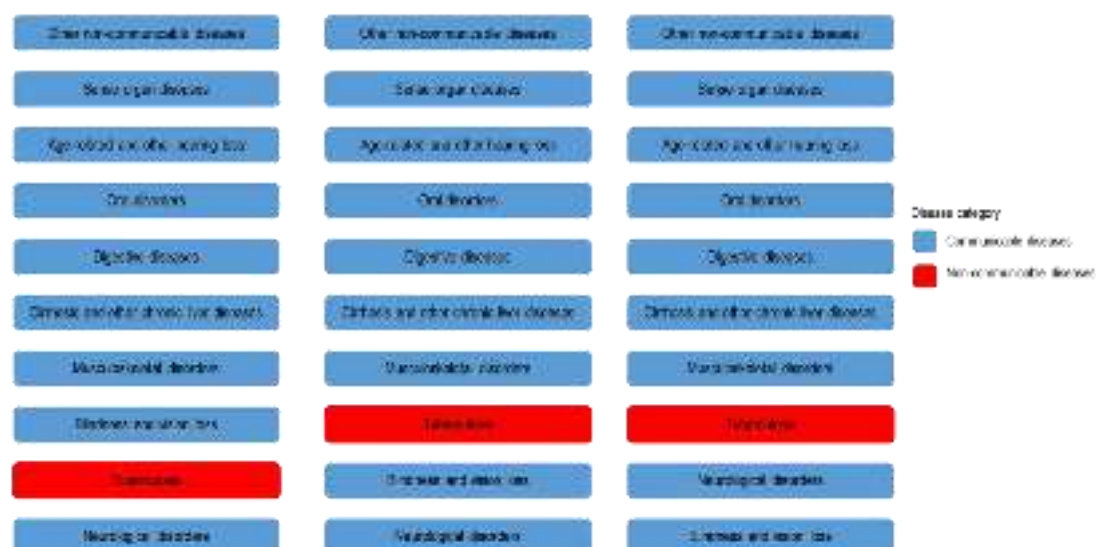 Other non-communicable diseases
Other non-communicable diseases
Other non-communicable diseases
Sense organ diseases
Sense organ diseases
Sense organ diseases
Age-related and other hearing loss
Age-related and other hearing loss
Age-related and other hearing loss
Oral disorders
Oral disorders
Oral disorders
Disease category
Digestive diseases
Digestive diseases
Digestive diseases
Communicable diseases
Non-communicable diseases
Cirrhosis and other chronic liver diseases
Cirrhosis and other chronic liver diseases
Cirrhosis and other chronic liver diseases
Musculoskeletal disorders
Musculoskeletal disorders
Musculoskeletal disorders
Blindness and vision loss
Tuberculosis
Tuberculosis
Tuberculosis
Blindness and vision loss
Neurological disorders
Neurological disorders
Neurological disorders
Blindness and vision loss